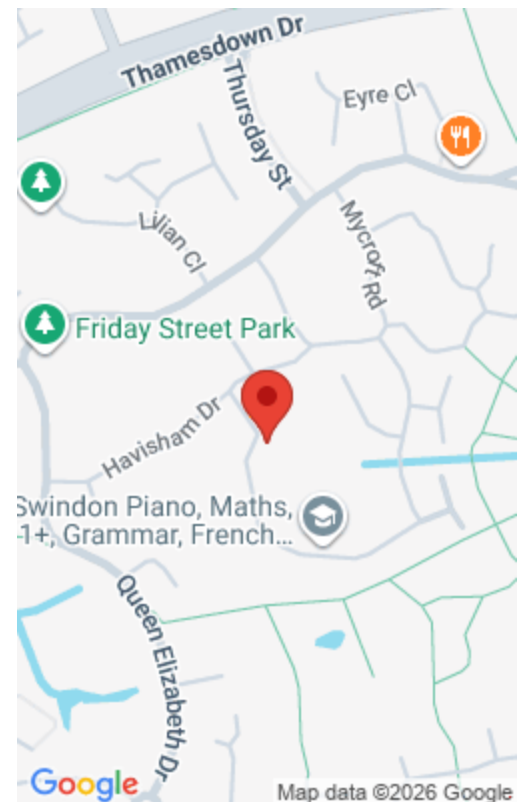 Thamesdown Dr
Thursday St
Eyre Cl
Lilian Cl
Mycroft Rd
Friday Street Park
Havisham Dr
Swindon Piano, Maths,
1+, Grammar, French...
Queen Elizabeth Dr
Google
Map data ©2026 Google